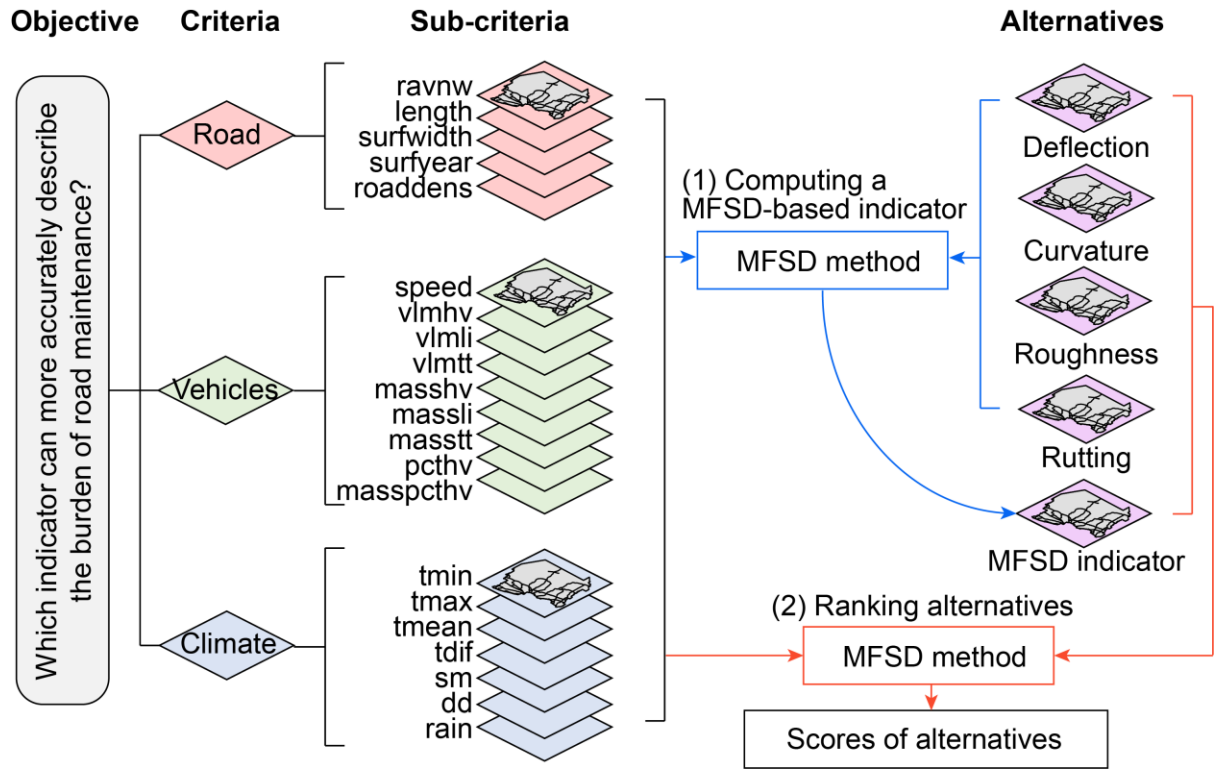 Objective
Criteria
Sub-criteria
Alternatives
Which indicator can more accurately describe
the burden of road maintenance?
Road
ravnw
length
surfwidth
surfyear
roaddens
Vehicles
speed
vlmhv
vlmli
vlmtt
masshv
massli
masstt
pcthv
masspcthv
Climate
tmin
tmax
tmean
tdif
sm
dd
rain
(1) Computing a
MFSD-based indicator
MFSD method
Deflection
Curvature
Roughness
Rutting
MFSD indicator
(2) Ranking alternatives
MFSD method
Scores of alternatives